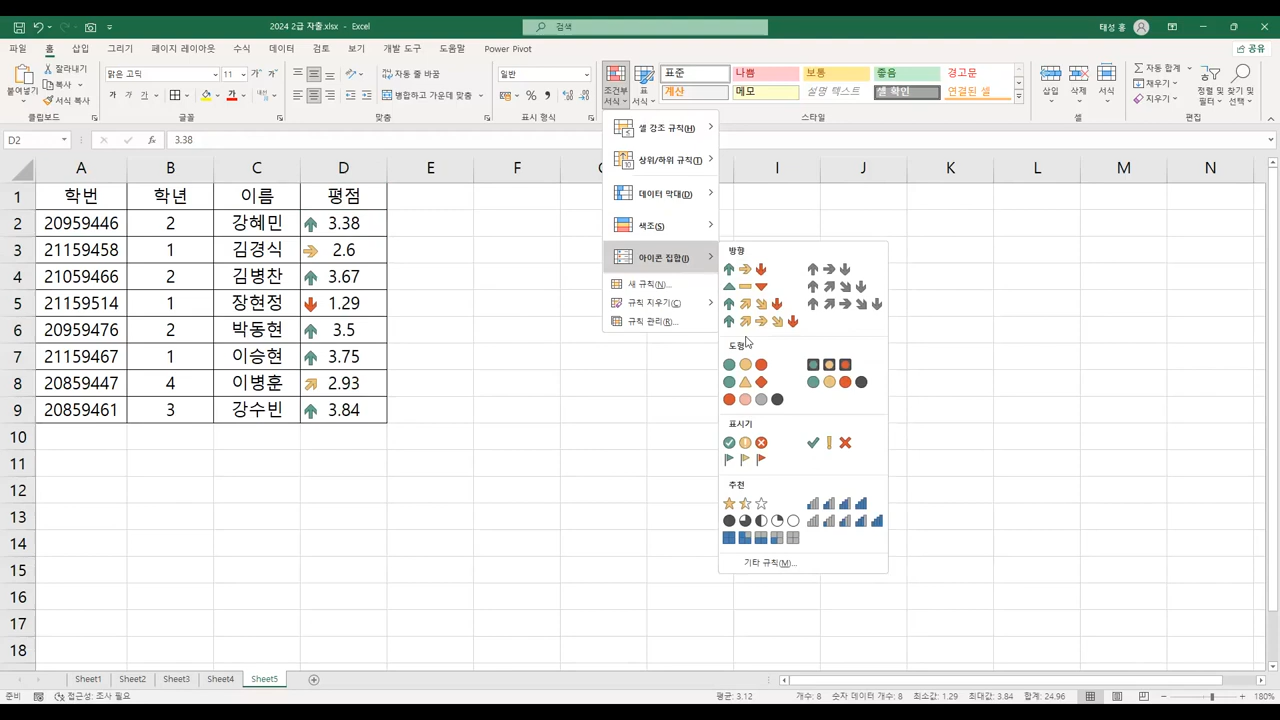 2024 2급 자출.xlsx - Excel
검색
태성 홍
파일 홈 삽입 그리기 페이지 레이아웃 수식 데이터 검토 보기 개발 도구 도움말 Power Pivot
공유
붙여넣기
잘라내기
복사
서식 복사
클립보드
맑은 고딕 11
가 가 가
글꼴
자동 줄 바꿈
병합하고 가운데 맞춤
맞춤
일반
표시 형식
조건부 서식
표 서식
표준 나쁨 보통 좋음 경고문
계산 메모 설명 텍스트 셀 확인 연결된 셀
스타일
삽입 삭제 서식
셀
자동 합계
채우기
지우기
정렬 및 필터
찾기 및 선택
편집
D2 fx 3.38
A B C D E F I J K L M N
1 학번 학년 이름 평점
2 20959446 2 강혜민 3.38
3 21159458 1 김경식 2.6
4 21059466 2 김병찬 3.67
5 21159514 1 장현정 1.29
6 20959476 2 박동현 3.5
7 21159467 1 이승현 3.75
8 20859447 4 이병훈 2.93
9 20859461 3 강수빈 3.84
10
11
12
13
14
15
16
17
18
셀 강조 규칙(H)
상위/하위 규칙(T)
데이터 막대(D)
색조(S)
아이콘 집합(I)
새 규칙(N)...
규칙 지우기(C)
규칙 관리(R)...
방향
도형
표시기
추천
기타 규칙(M)...
Sheet1 Sheet2 Sheet3 Sheet4 Sheet5
준비 접근성: 조사 필요
평균: 3.12 개수: 8 숫자 데이터 개수: 8 최소값: 1.29 최대값: 3.84 합계: 24.96
180%